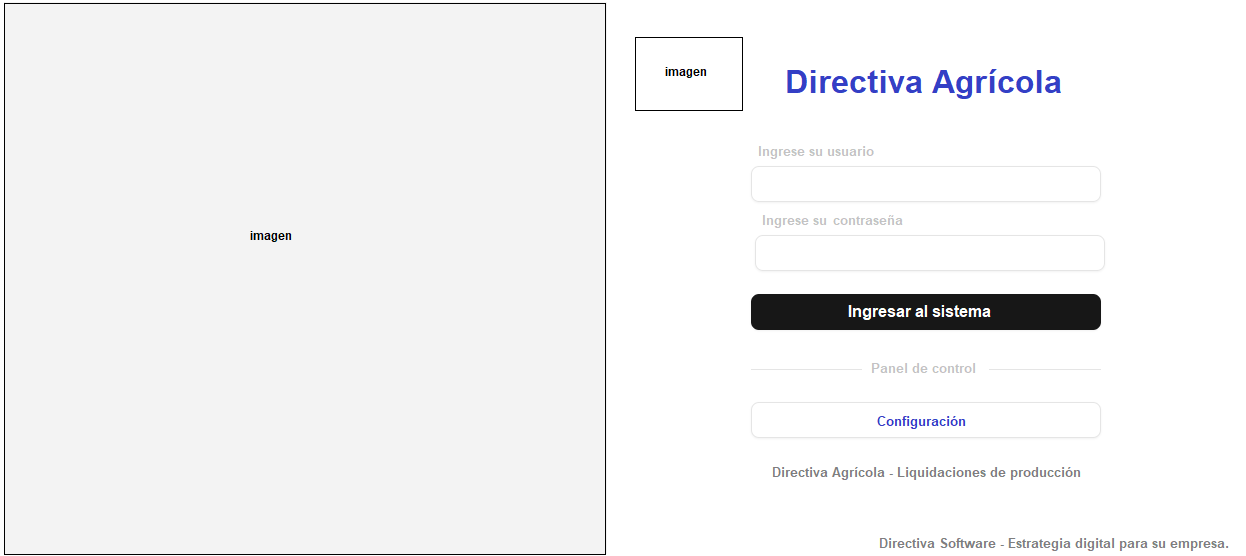 imagen
imagen
Directiva Agrícola
Ingrese su usuario
Ingrese su contraseña
Ingresar al sistema
Panel de control
Configuración
Directiva Agrícola - Liquidaciones de producción
Directiva Software - Estrategia digital para su empresa.